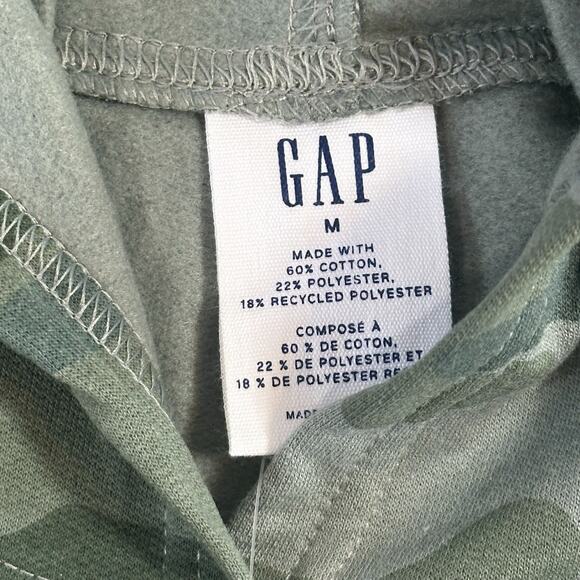 GAP
M
MADE WITH
60% COTTON,
22% POLYESTER,
18% RECYCLED POLYESTER
COMPOSÉ À
60 % DE COTON,
22 % DE POLYESTER ET
18 % DE POLYESTER
MADE